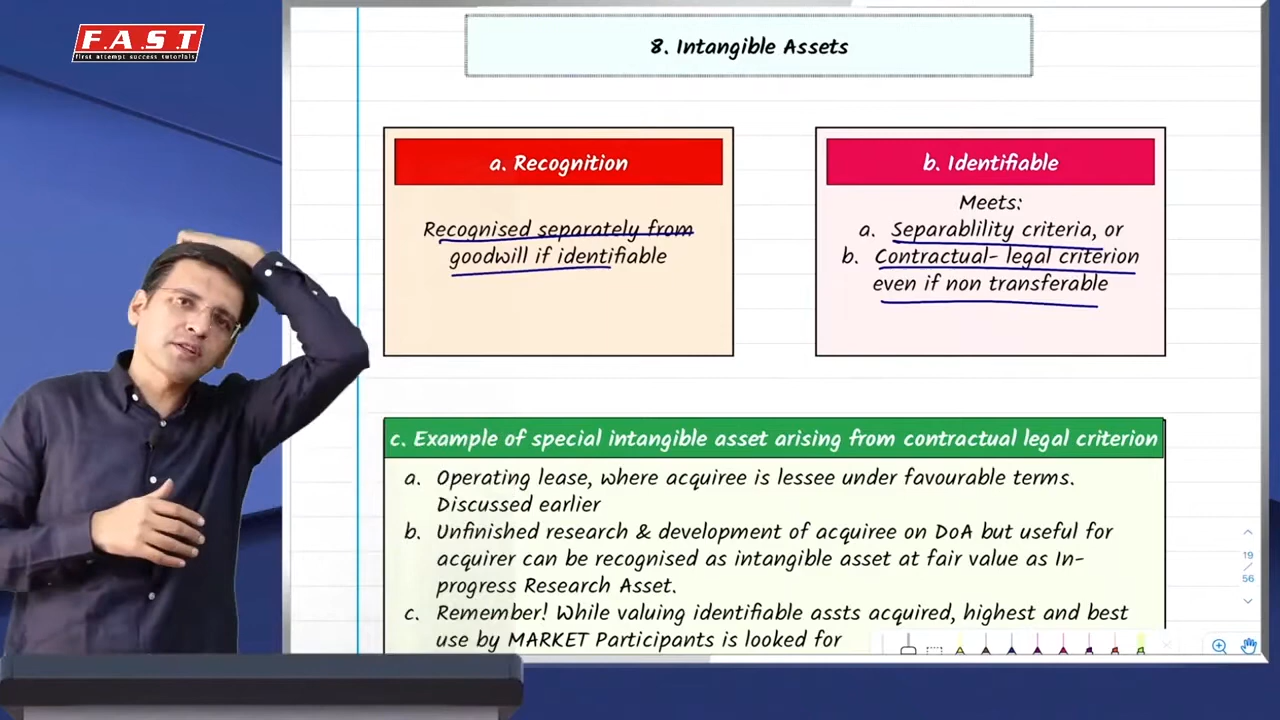 F.A.S.T
first attempt success tutorials
8. Intangible Assets
a. Recognition
Recognised separately from
goodwill if identifiable
b. Identifiable
Meets:
a. Separablility criteria, or
b. Contractual- legal criterion
even if non transferable
c. Example of special intangible asset arising from contractual legal criterion
a. Operating lease, where acquiree is lessee under favourable terms.
Discussed earlier
b. Unfinished research & development of acquiree on DoA but useful for
acquirer can be recognised as intangible asset at fair value as In-
progress Research Asset.
c. Remember! While valuing identifiable assts acquired, highest and best
use by MARKET Participants is looked for
19
/
56